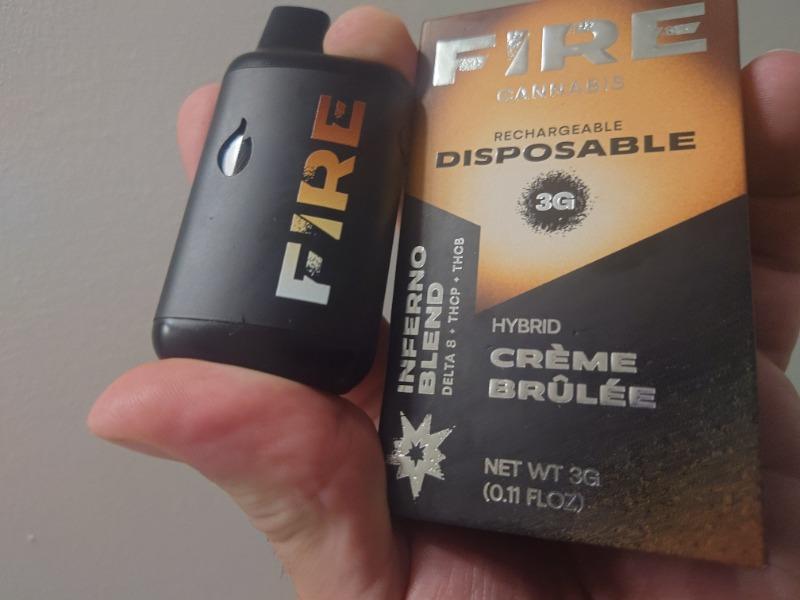 FIRE
FIRE
CANNABIS
RECHARGEABLE
DISPOSABLE
3G
INFERNO
BLEND
DELTA 8 + THCP + THCB
HYBRID
CRÈME
BRÛLÉE
NET WT 3G
(0.11 FLOZ)